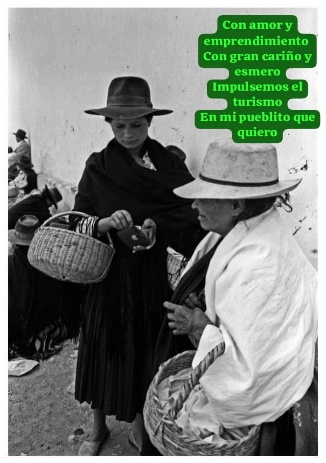 Con amor y
emprendimiento
Con gran cariño y
esmero
Impulsemos el
turismo
En mi pueblito que
quiero